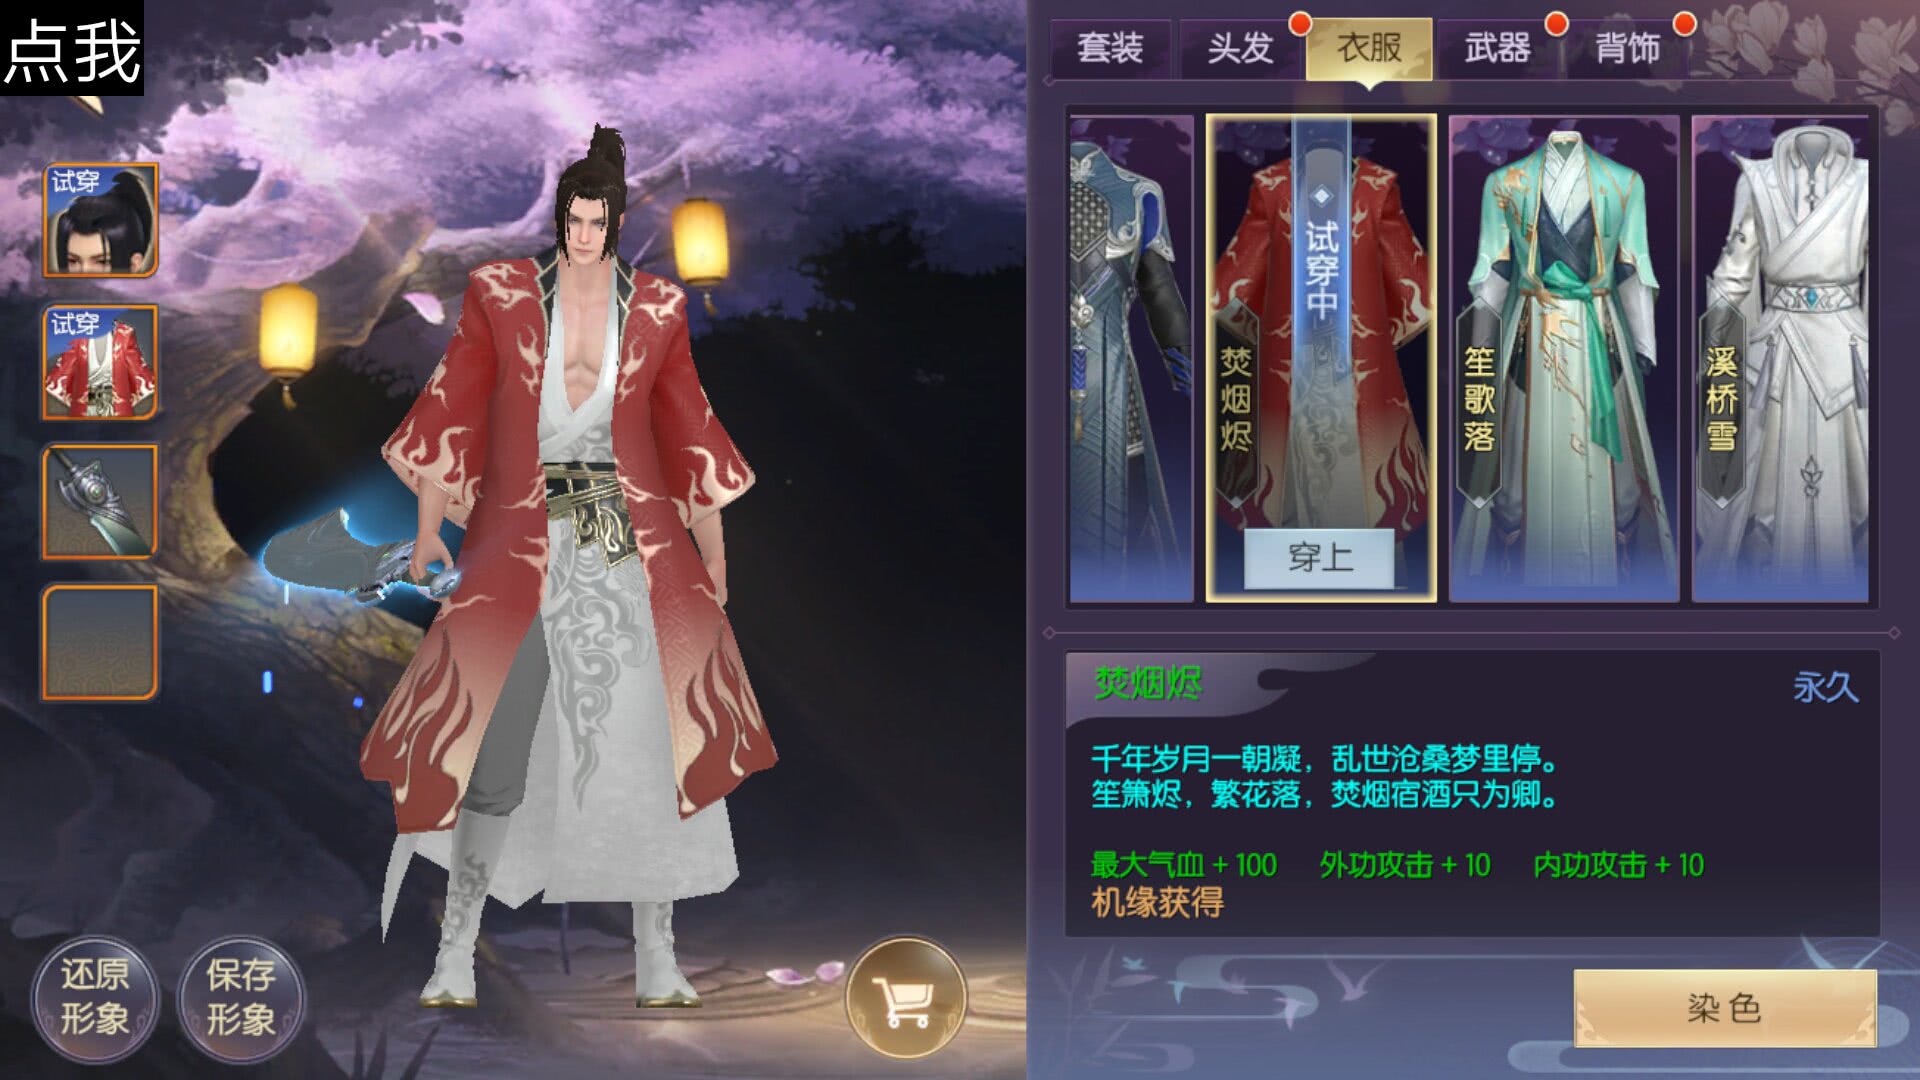 点我
套装
头发
衣服
武器
背饰
试穿
试穿
试穿中
焚烟烬
笙歌落
溪桥雪
穿上
焚烟烬
永久
千年岁月一朝凝，乱世沧桑梦里停。
笙箫烬，繁花落，焚烟宿酒只为卿。
最大气血+100 外功攻击+10 内功攻击+10
机缘获得
还原
形象
保存
形象
染色